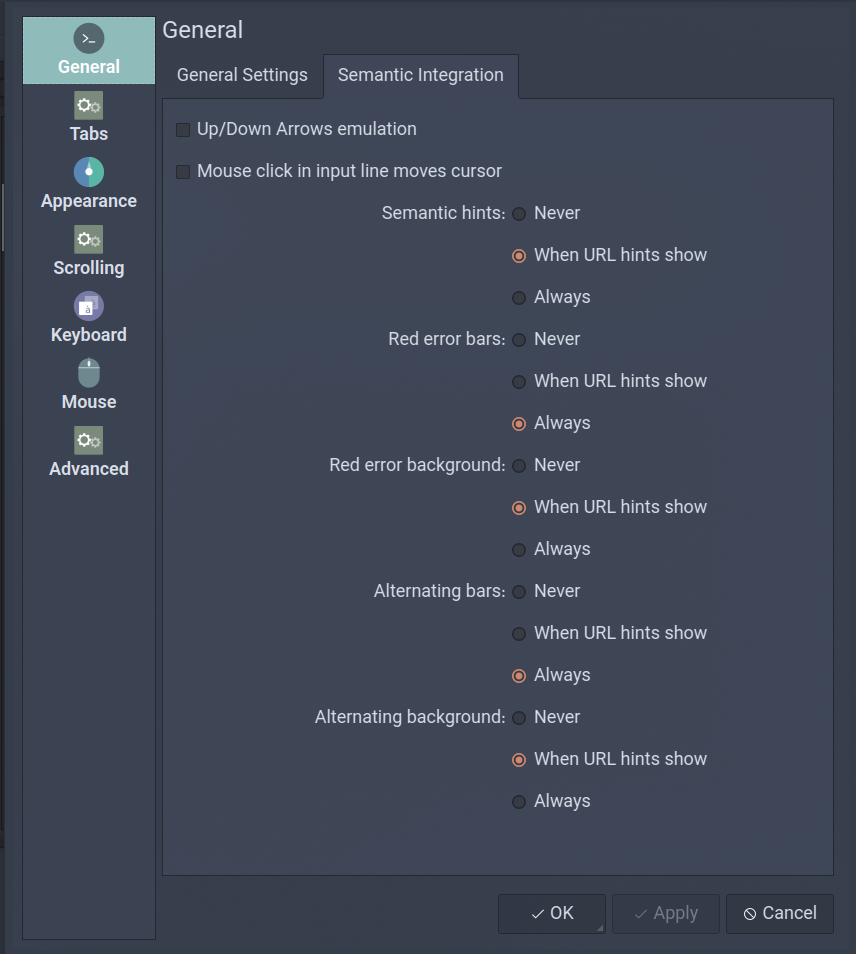 General
Tabs
Appearance
Scrolling
Keyboard
Mouse
Advanced
General
General Settings
Semantic Integration
Up/Down Arrows emulation
Mouse click in input line moves cursor
Semantic hints: Never
When URL hints show
Always
Red error bars: Never
When URL hints show
Always
Red error background: Never
When URL hints show
Always
Alternating bars: Never
When URL hints show
Always
Alternating background: Never
When URL hints show
Always
OK
Apply
Cancel